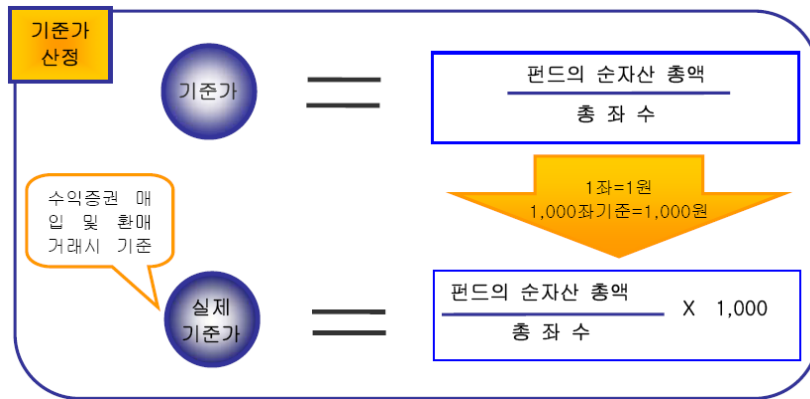 기준가
산정
기준가
=
펀드의 순자산 총액
총 좌 수
1좌=1원
1,000좌기준=1,000원
수익증권 매
입 및 환매
거래시 기준
실제
기준가
=
펀드의 순자산 총액
총 좌 수
X 1,000